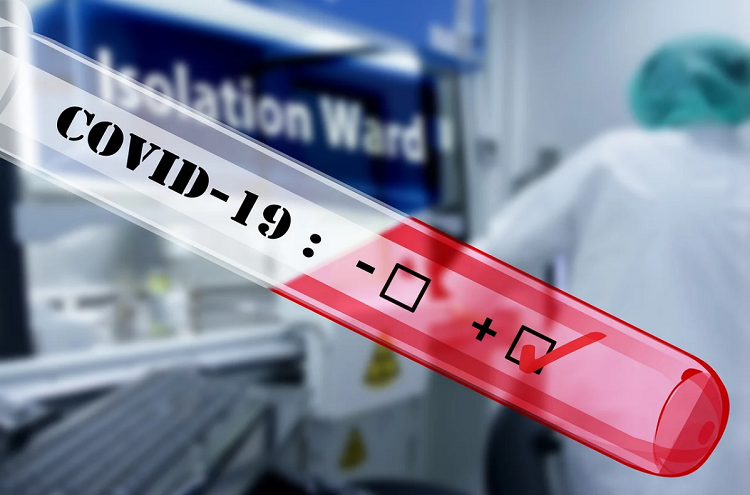 Isolation Ward
COVID-19 :
- ☐
+ ☑